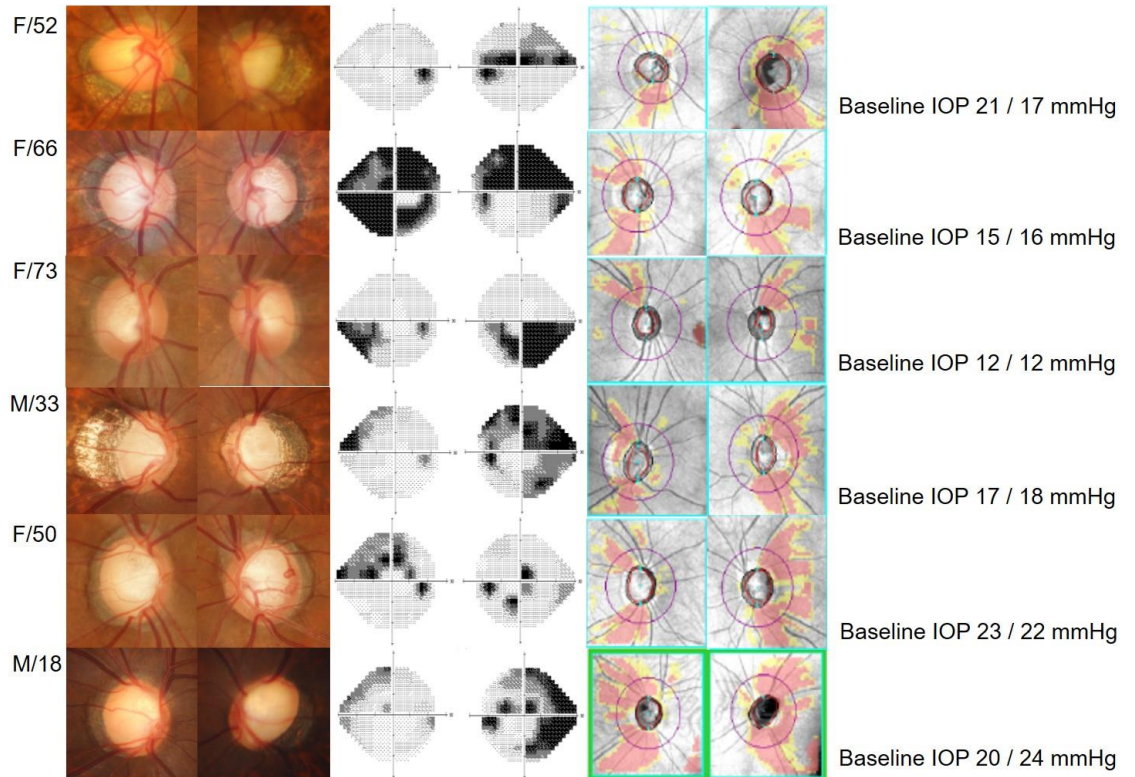 F/52
Baseline IOP 21 / 17 mmHg
F/66
Baseline IOP 15 / 16 mmHg
F/73
Baseline IOP 12 / 12 mmHg
M/33
Baseline IOP 17 / 18 mmHg
F/50
Baseline IOP 23 / 22 mmHg
M/18
Baseline IOP 20 / 24 mmHg